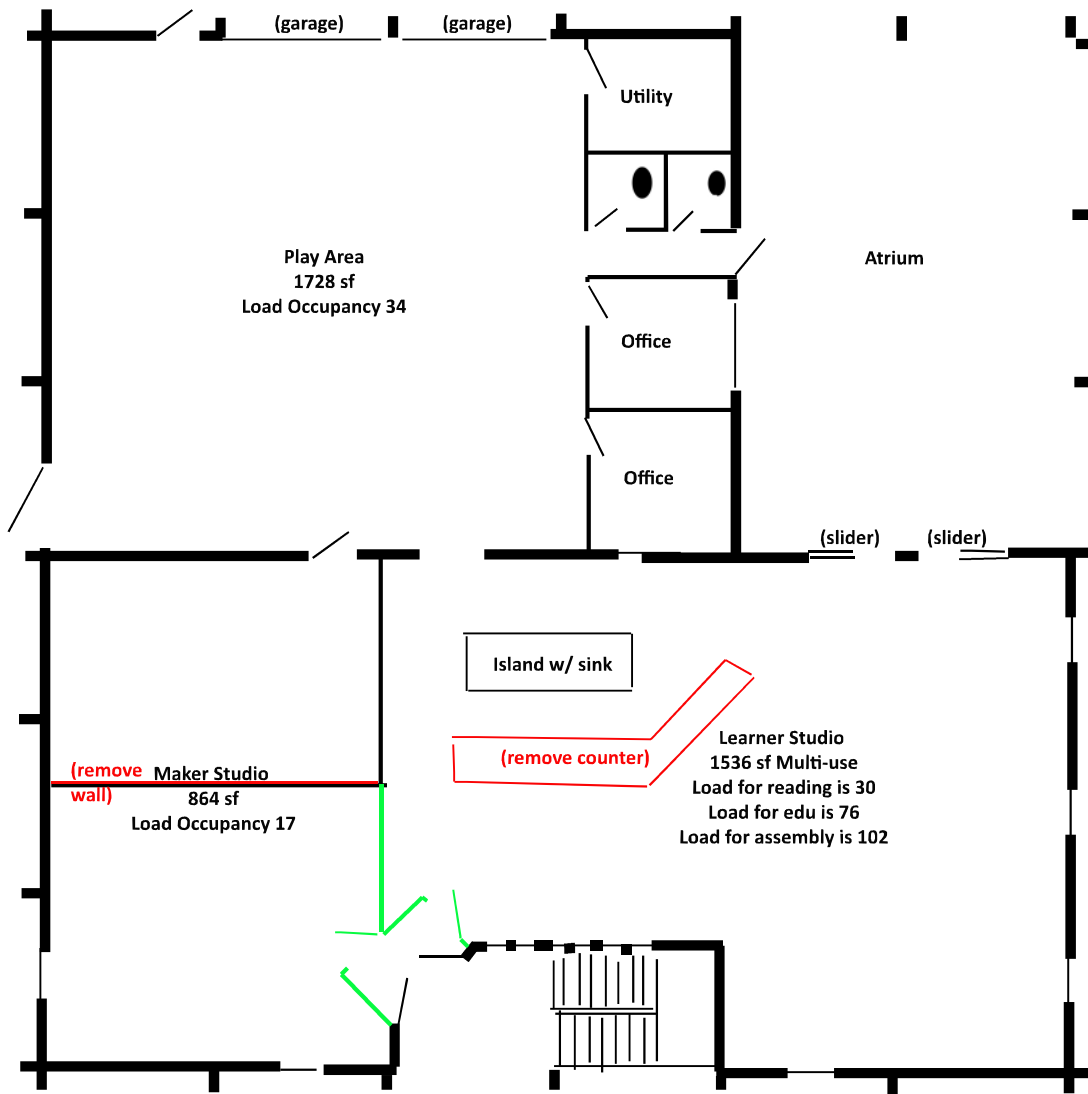 (garage)
(garage)
Utility
Play Area
1728 sf
Load Occupancy 34
Atrium
Office
Office
(slider)
(slider)
Island w/ sink
(remove counter)
Learner Studio
1536 sf Multi-use
Load for reading is 30
Load for edu is 76
Load for assembly is 102
(remove
wall)
Maker Studio
864 sf
Load Occupancy 17